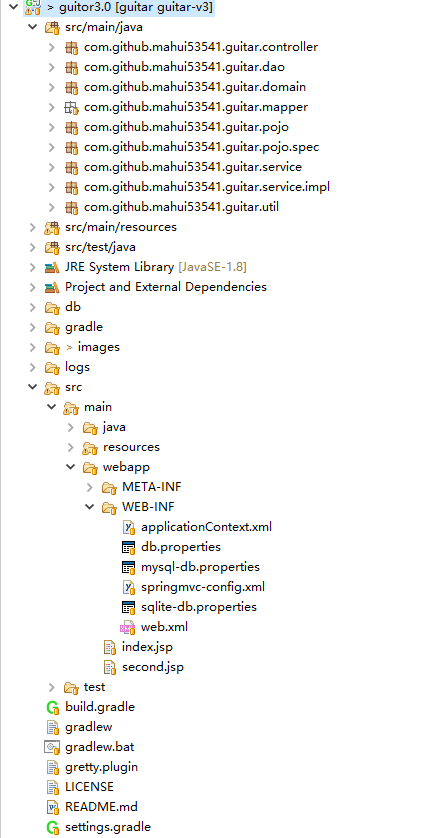 > guitor3.0 [guitar guitar-v3]
src/main/java
com.github.mahui53541.guitar.controller
com.github.mahui53541.guitar.dao
com.github.mahui53541.guitar.domain
com.github.mahui53541.guitar.mapper
com.github.mahui53541.guitar.pojo
com.github.mahui53541.guitar.pojo.spec
com.github.mahui53541.guitar.service
com.github.mahui53541.guitar.service.impl
com.github.mahui53541.guitar.util
src/main/resources
src/test/java
JRE System Library [JavaSE-1.8]
Project and External Dependencies
db
gradle
> images
logs
src
main
java
resources
webapp
META-INF
WEB-INF
applicationContext.xml
db.properties
mysql-db.properties
springmvc-config.xml
sqlite-db.properties
web.xml
index.jsp
second.jsp
test
build.gradle
gradlew
gradlew.bat
gretty.plugin
LICENSE
README.md
settings.gradle